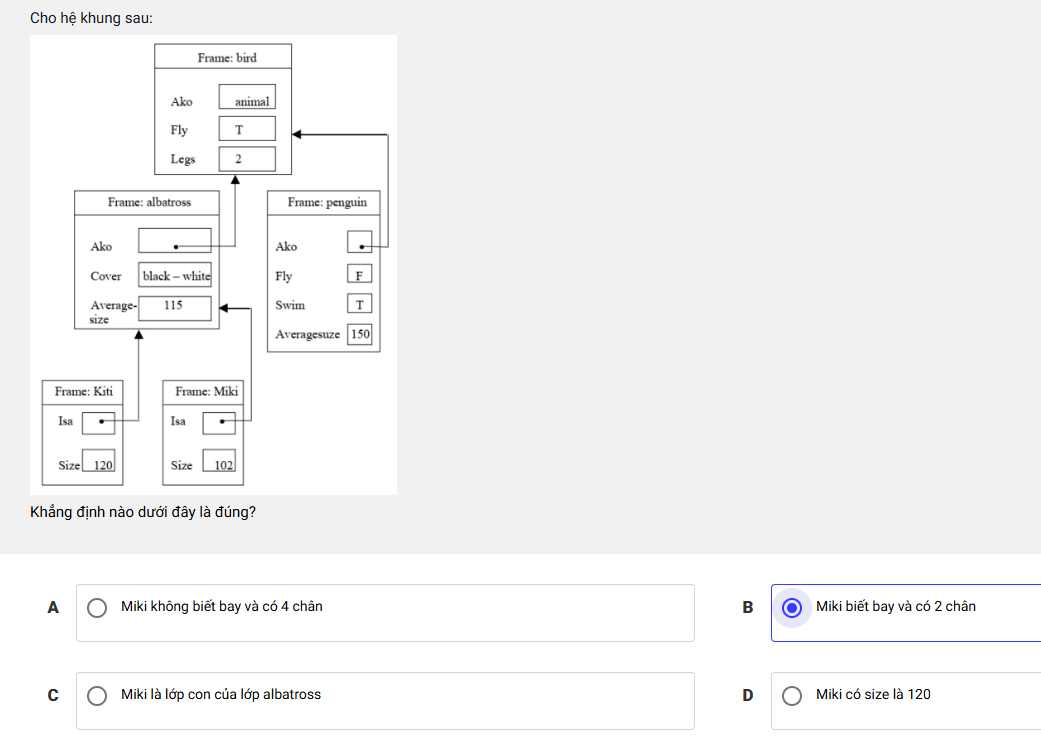 Cho hệ khung sau:
Frame: bird
Ako animal
Fly T
Legs 2
Frame: albatross
Ako
Cover black – white
Average- 115
size
Frame: penguin
Ako
Fly F
Swim T
Averagesuze 150
Frame: Kiti
Isa
Size 120
Frame: Miki
Isa
Size 102
Khẳng định nào dưới đây là đúng?
A Miki không biết bay và có 4 chân
B Miki biết bay và có 2 chân
C Miki là lớp con của lớp albatross
D Miki có size là 120